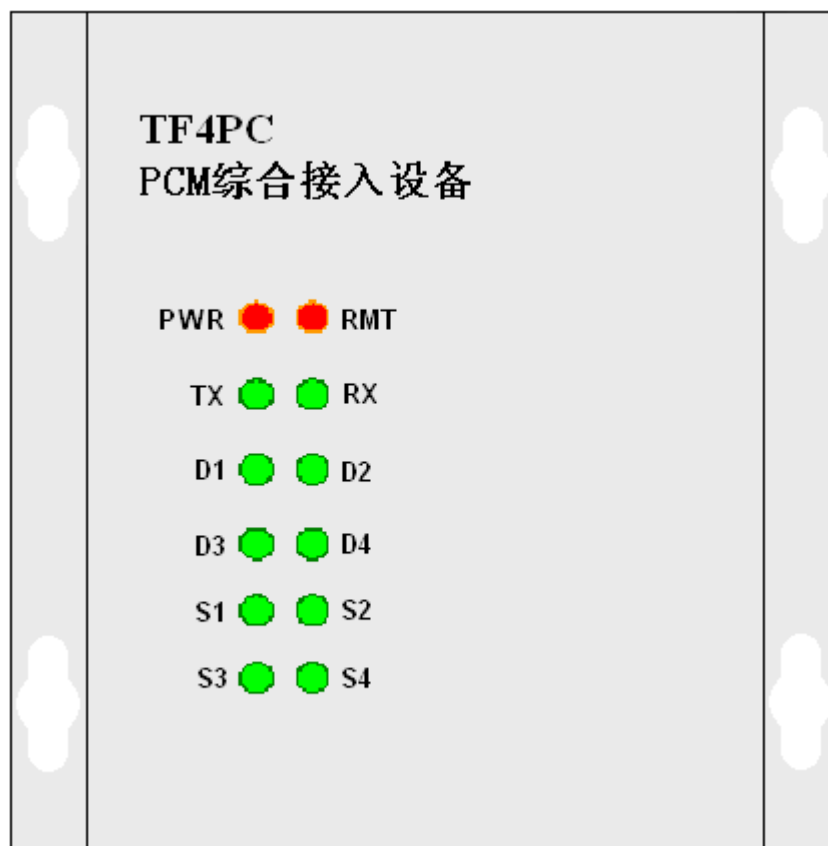 TF4PC
PCM综合接入设备
PWR RMT
TX RX
D1 D2
D3 D4
S1 S2
S3 S4